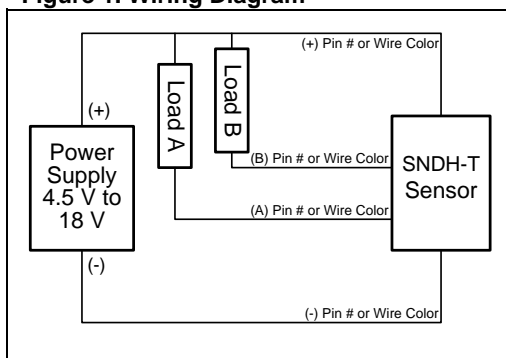 Figure 1. Wiring Diagram
(+) Pin # or Wire Color
Load A
Load B
(+)
Power
Supply
4.5 V to
18 V
(-)
(B) Pin # or Wire Color
(A) Pin # or Wire Color
SNDH-T
Sensor
(-) Pin # or Wire Color